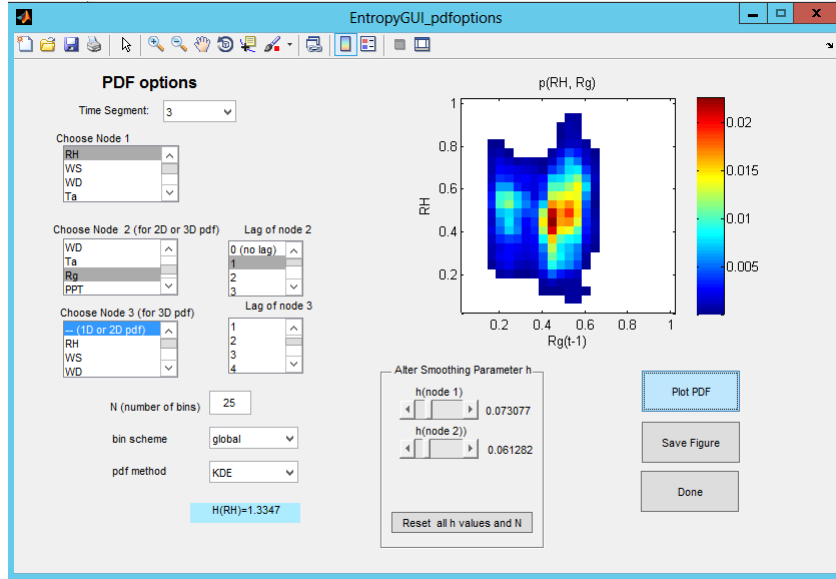 EntropyGUI_pdfoptions
PDF options
Time Segment: 3
Choose Node 1
RH
WS
WD
Ta
Choose Node 2 (for 2D or 3D pdf)
WD
Ta
Rg
PPT
Lag of node 2
0 (no lag)
1
2
3
Choose Node 3 (for 3D pdf)
-- (1D or 2D pdf)
RH
WS
WD
Lag of node 3
1
2
3
4
N (number of bins) 25
bin scheme global
pdf method KDE
H(RH)=1.3347
p(RH, Rg)
1
0.8
0.6
0.4
0.2
RH
0.2 0.4 0.6 0.8 1
Rg(t-1)
0.02
0.015
0.01
0.005
Alter Smoothing Parameter h
h(node 1)
0.073077
h(node 2))
0.061282
Reset all h values and N
Plot PDF
Save Figure
Done